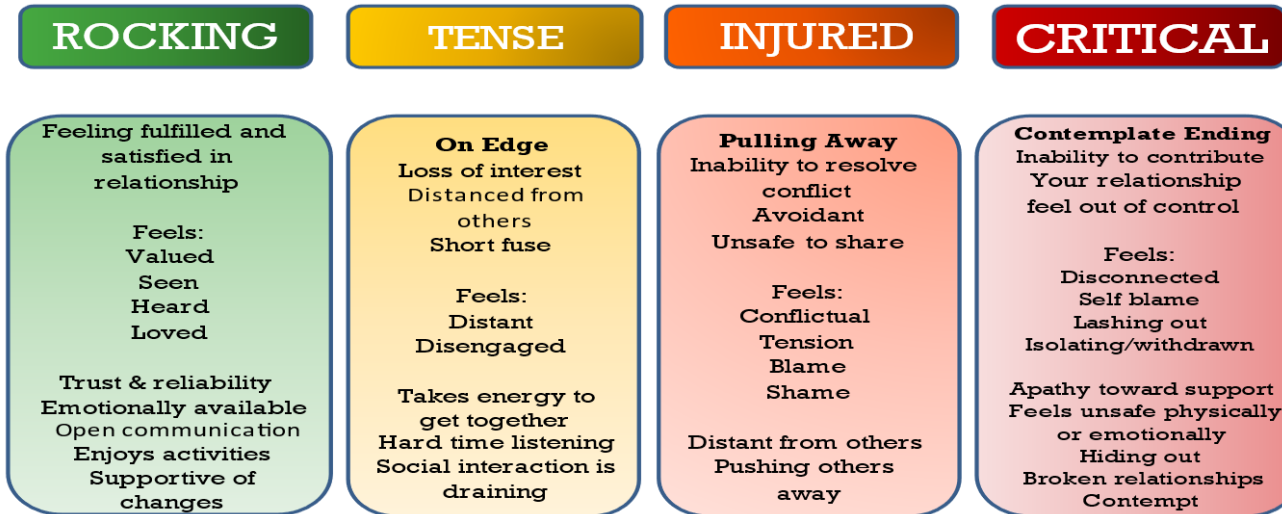 ROCKING
TENSE
INJURED
CRITICAL
Feeling fulfilled and
satisfied in
relationship
Feels:
Valued
Seen
Heard
Loved
Trust & reliability
Emotionally available
Open communication
Enjoys activities
Supportive of
changes
On Edge
Loss of interest
Distanced from
others
Short fuse
Feels:
Distant
Disengaged
Takes energy to
get together
Hard time listening
Social interaction is
draining
Pulling Away
Inability to resolve
conflict
Avoidant
Unsafe to share
Feels:
Conflictual
Tension
Blame
Shame
Distant from others
Pushing others
away
Contemplate Ending
Inability to contribute
Your relationship
feel out of control
Feels:
Disconnected
Self blame
Lashing out
Isolating/withdrawn
Apathy toward support
Feels unsafe physically
or emotionally
Hiding out
Broken relationships
Contempt